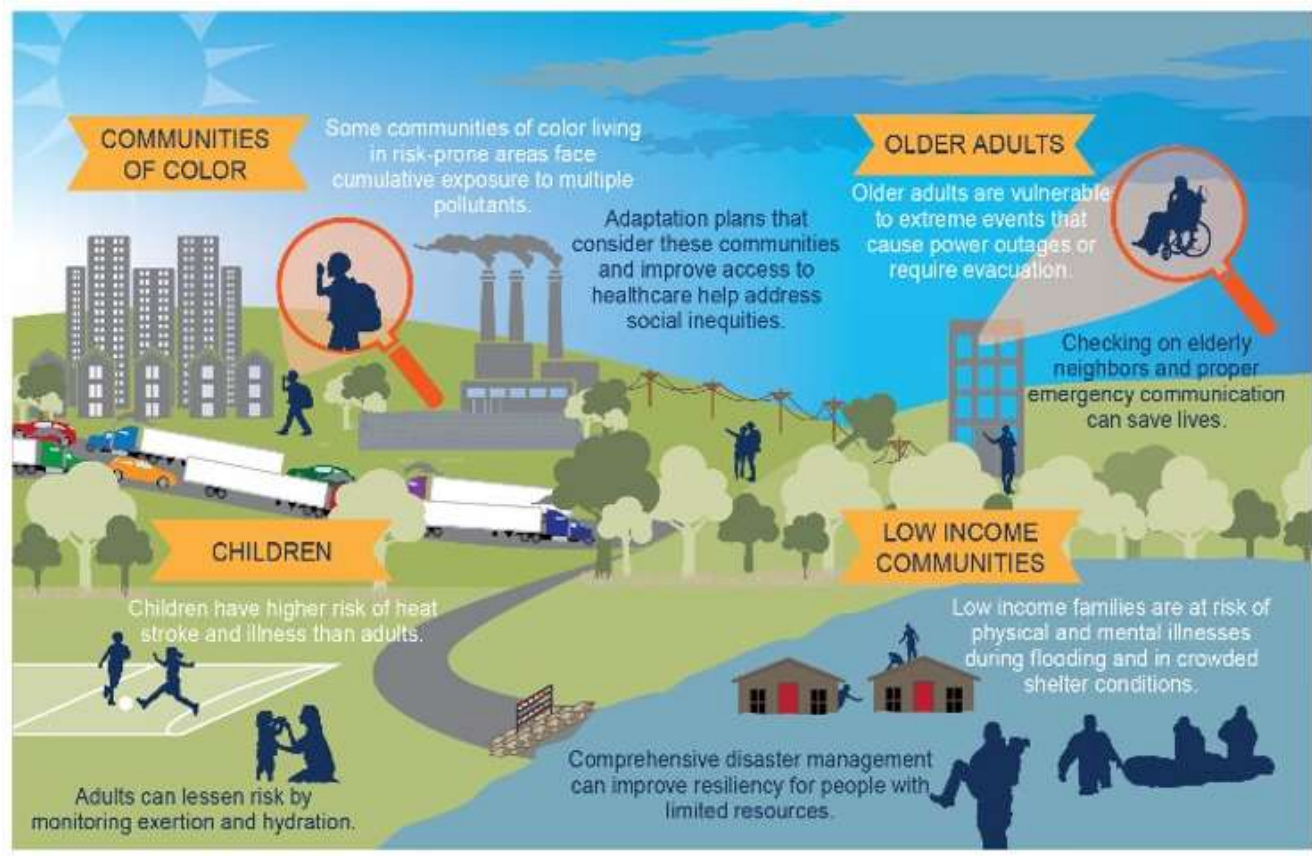 COMMUNITIES
OF COLOR
Some communities of color living
in risk-prone areas face
cumulative exposure to multiple
pollutants.
Adaptation plans that
consider these communities
and improve access to
healthcare help address
social inequities.
OLDER ADULTS
Older adults are vulnerable
to extreme events that
cause power outages or
require evacuation.
Checking on elderly
neighbors and proper
emergency communication
can save lives.
CHILDREN
Children have higher risk of heat
stroke and illness than adults.
Adults can lessen risk by
monitoring exertion and hydration.
LOW INCOME
COMMUNITIES
Low income families are at risk of
physical and mental illnesses
during flooding and in crowded
shelter conditions.
Comprehensive disaster management
can improve resiliency for people with
limited resources.